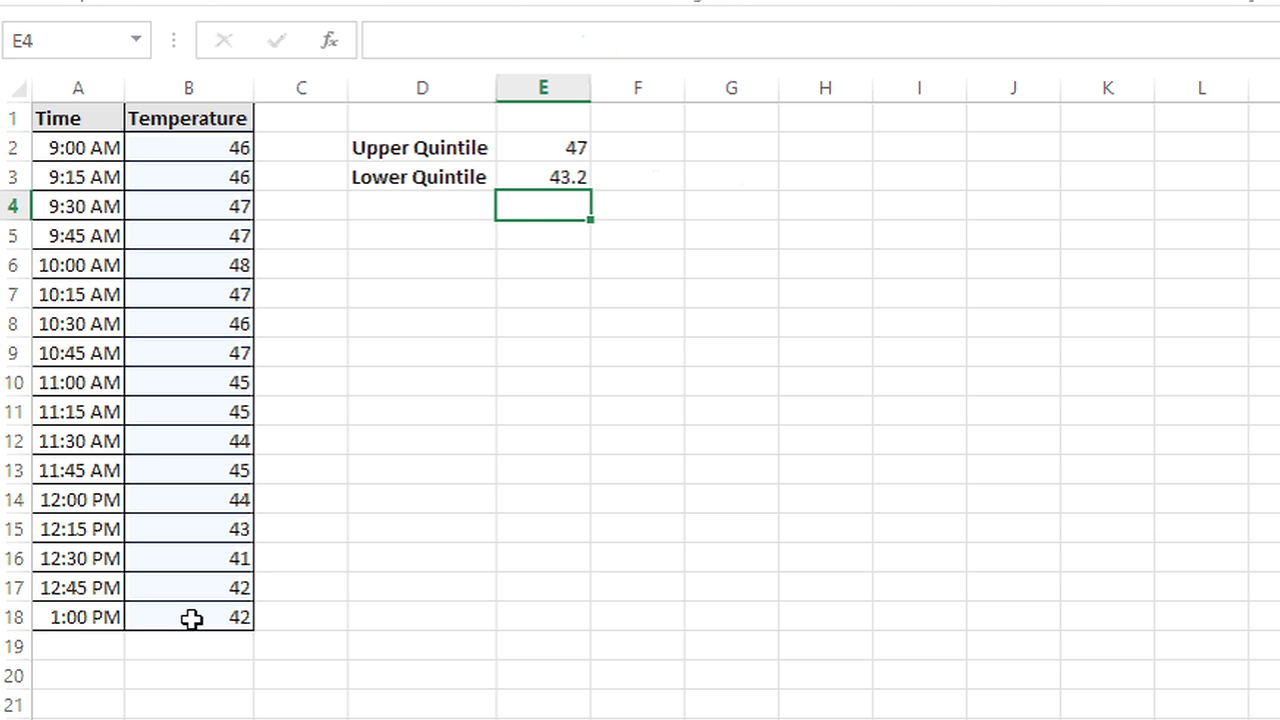 E4 fx
A B C D E F G H I J K L
1 Time Temperature
2 9:00 AM 46 Upper Quintile 47
3 9:15 AM 46 Lower Quintile 43.2
4 9:30 AM 47
5 9:45 AM 47
6 10:00 AM 48
7 10:15 AM 47
8 10:30 AM 46
9 10:45 AM 47
10 11:00 AM 45
11 11:15 AM 45
12 11:30 AM 44
13 11:45 AM 45
14 12:00 PM 44
15 12:15 PM 43
16 12:30 PM 41
17 12:45 PM 42
18 1:00 PM 42
19
20
21